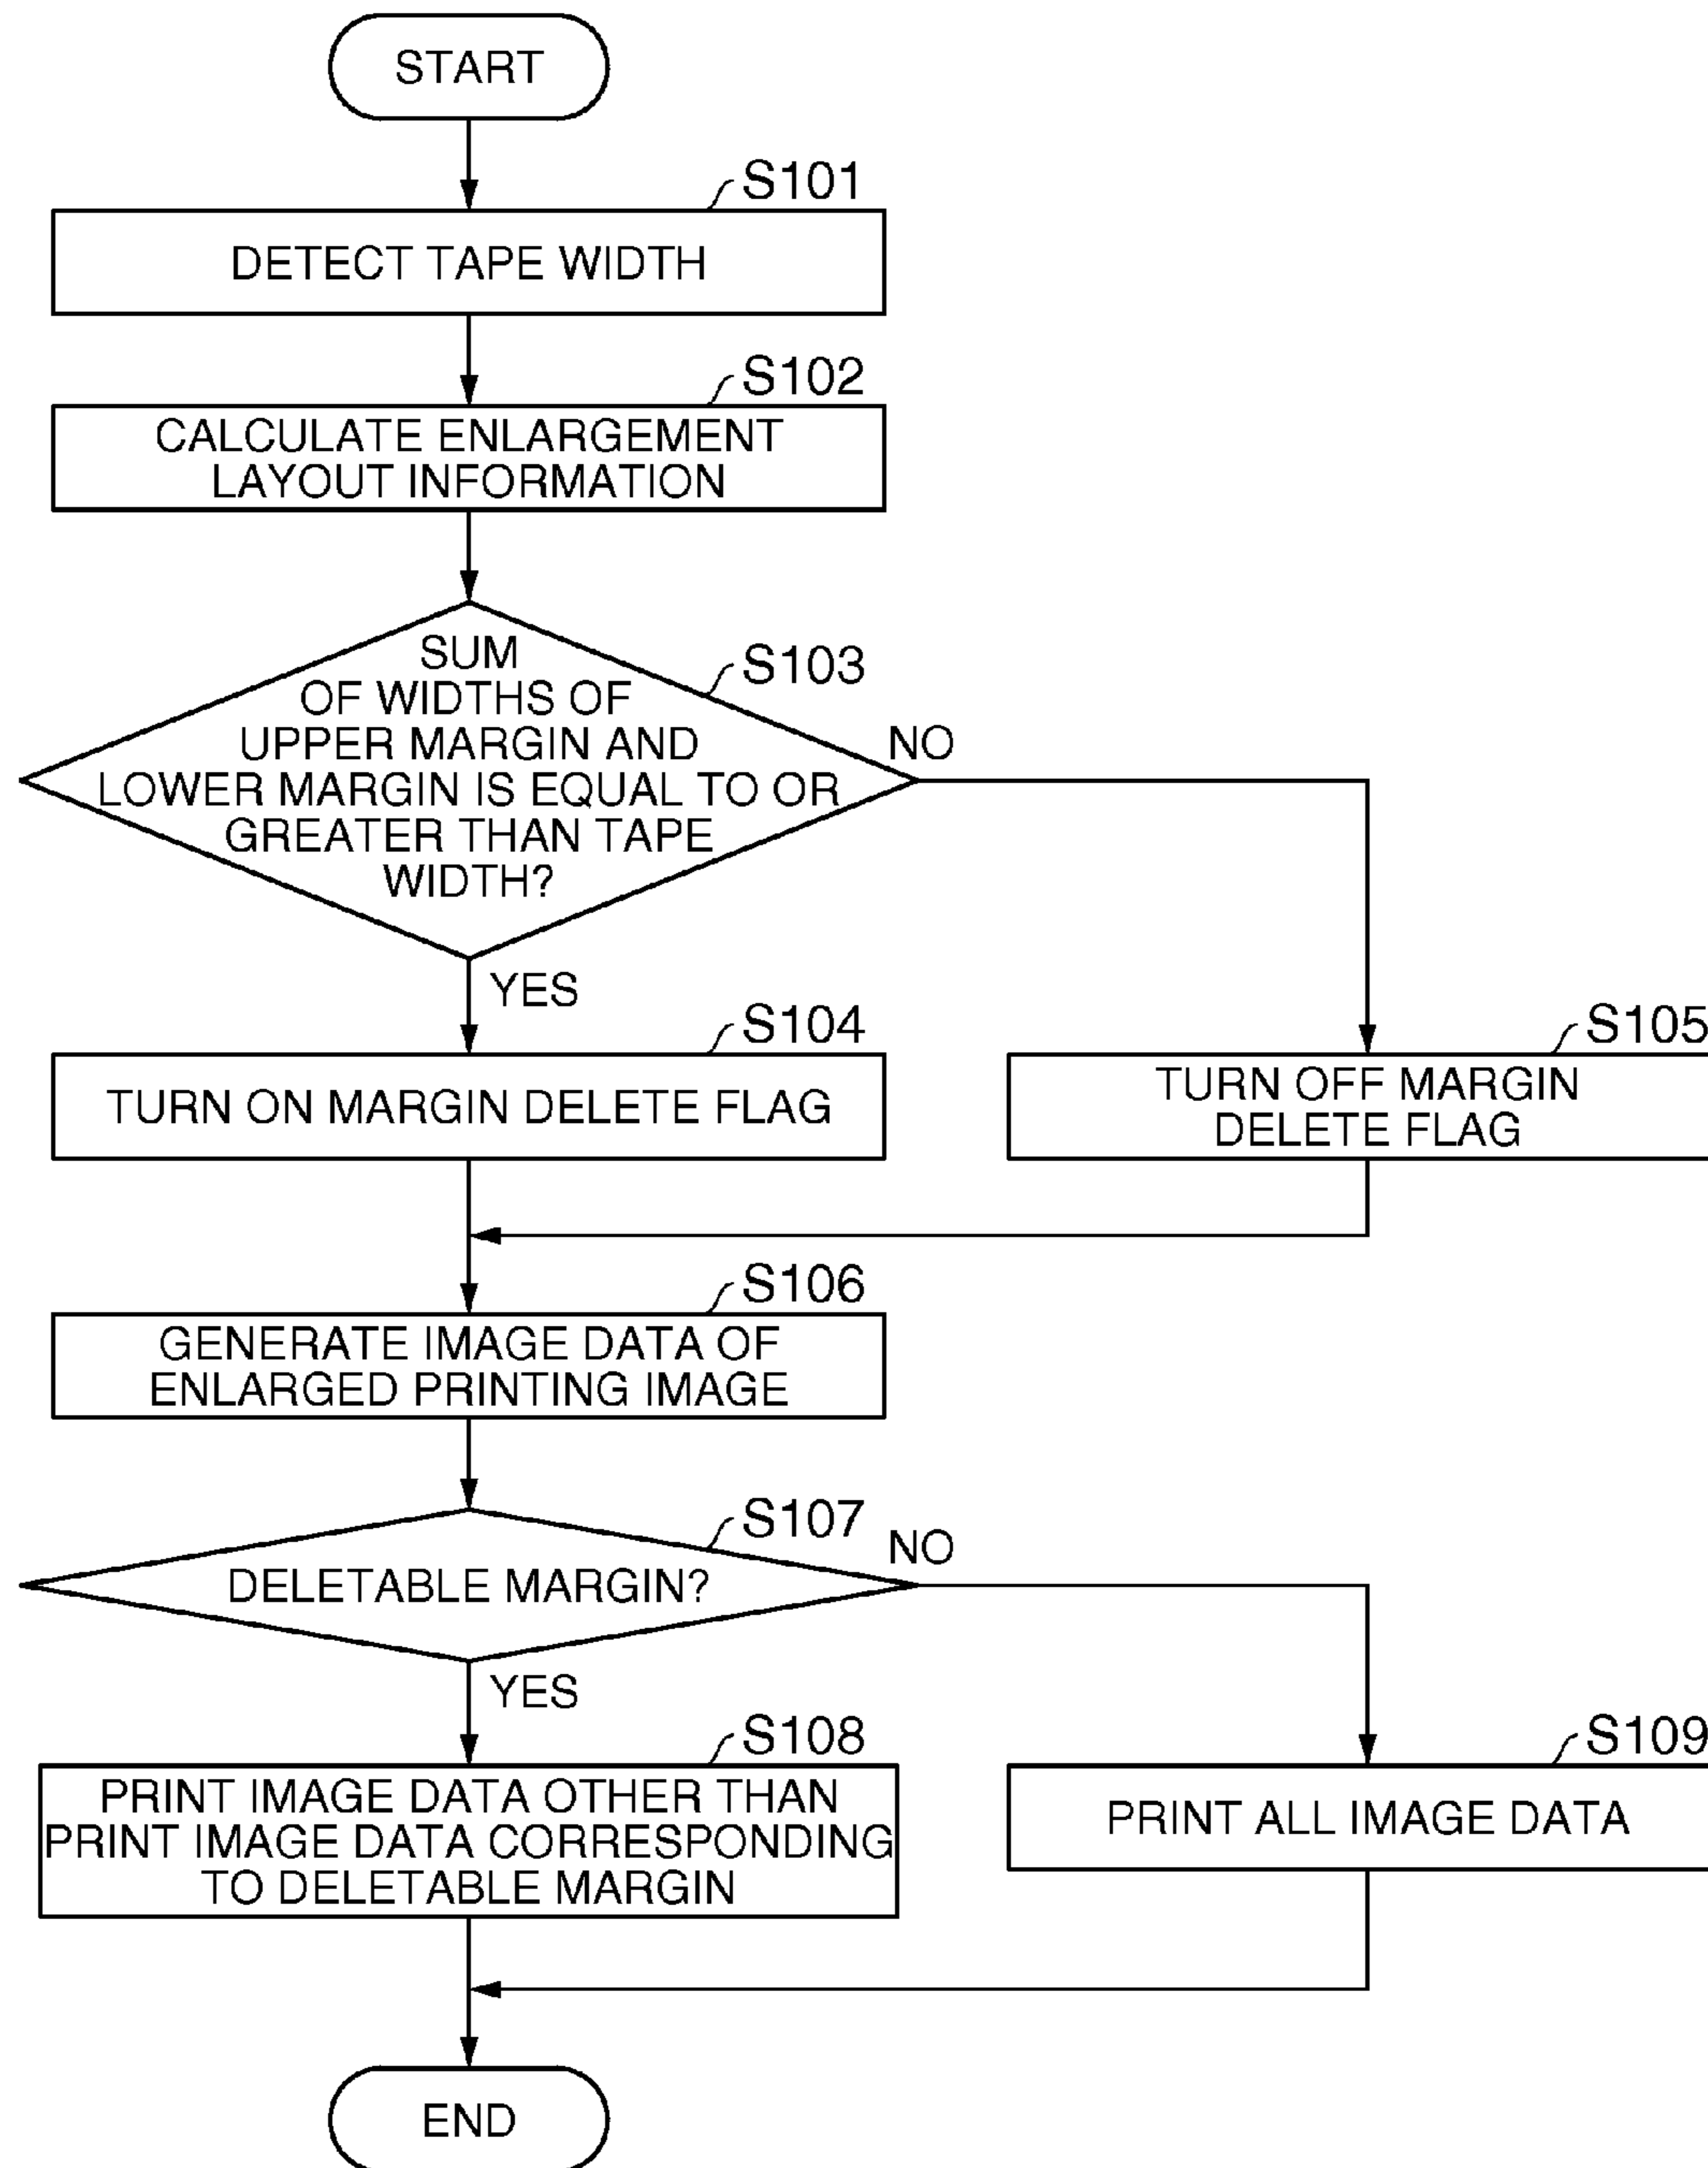 START
S101
DETECT TAPE WIDTH
S102
CALCULATE ENLARGEMENT
LAYOUT INFORMATION
S103
SUM
OF WIDTHS OF
UPPER MARGIN AND
LOWER MARGIN IS EQUAL TO OR
GREATER THAN TAPE
WIDTH?
NO
YES
S104
TURN ON MARGIN DELETE FLAG
S105
TURN OFF MARGIN
DELETE FLAG
S106
GENERATE IMAGE DATA OF
ENLARGED PRINTING IMAGE
S107
DELETABLE MARGIN?
NO
YES
S108
PRINT IMAGE DATA OTHER THAN
PRINT IMAGE DATA CORRESPONDING
TO DELETABLE MARGIN
S109
PRINT ALL IMAGE DATA
END